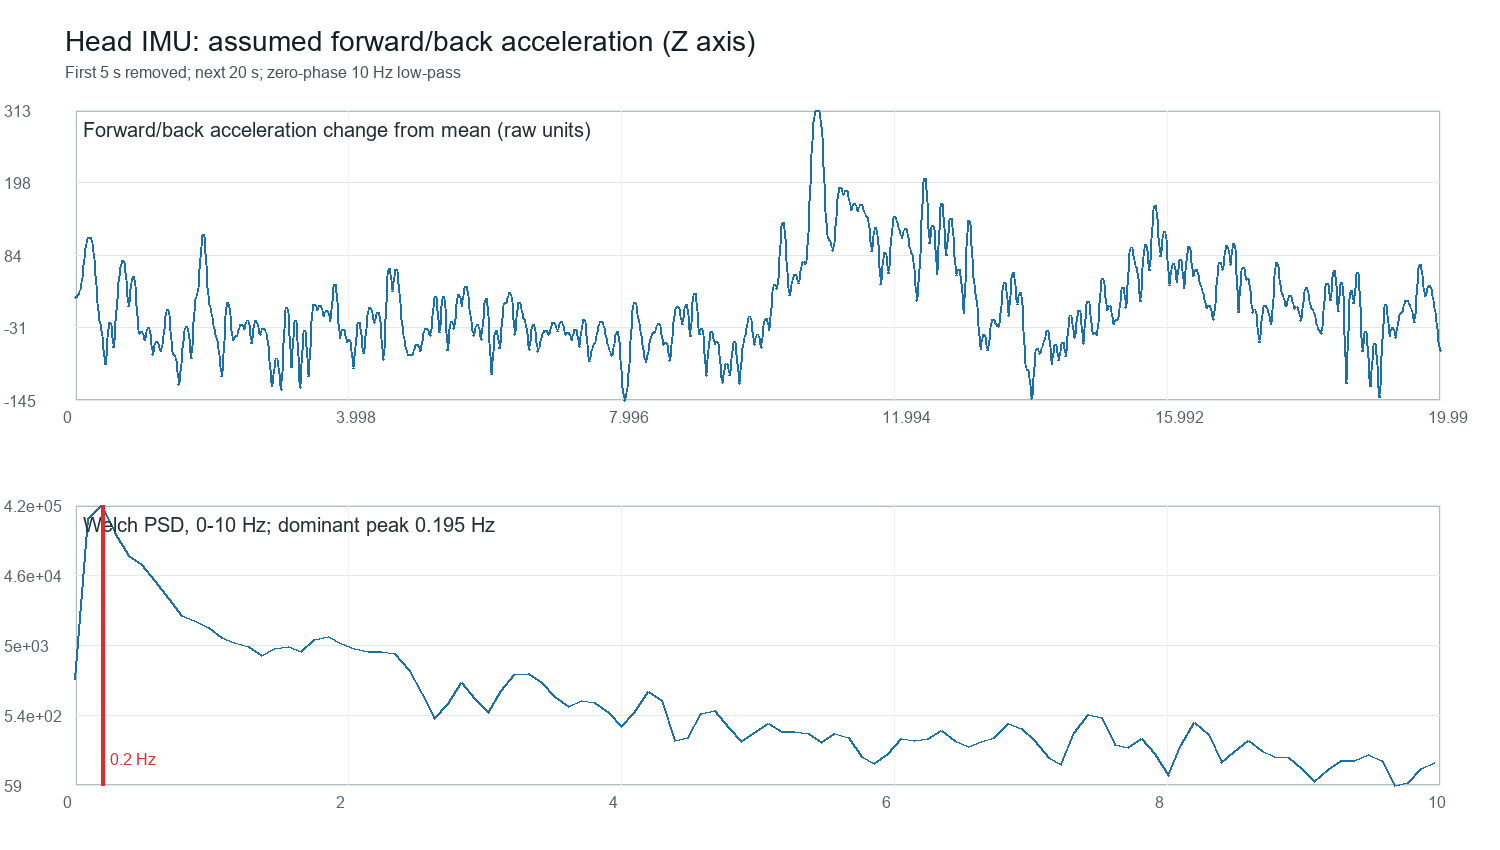 Head IMU: assumed forward/back acceleration (Z axis)
First 5 s removed; next 20 s; zero-phase 10 Hz low-pass
313
Forward/back acceleration change from mean (raw units)
198
84
-31
-145
0
3.998
7.996
11.994
15.992
19.99
4.2e+05
Welch PSD, 0-10 Hz; dominant peak 0.195 Hz
4.6e+04
5e+03
5.4e+02
0.2 Hz
59
0
2
4
6
8
10